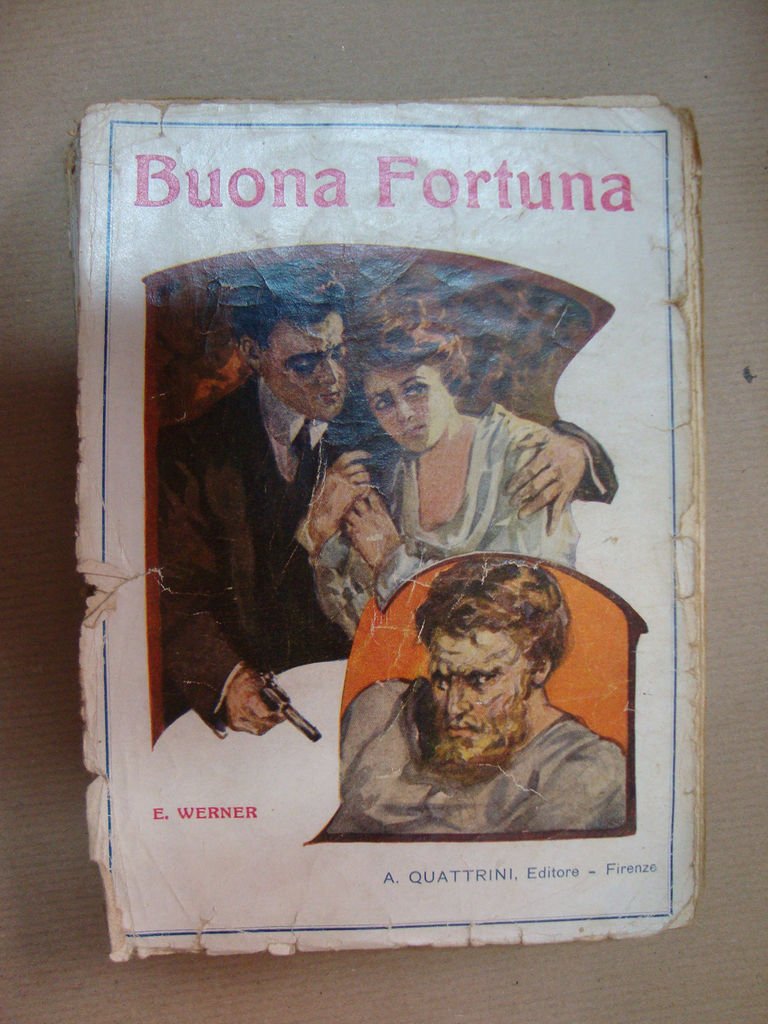 Buona Fortuna
E. WERNER
A. QUATTRINI, Editore - Firenze